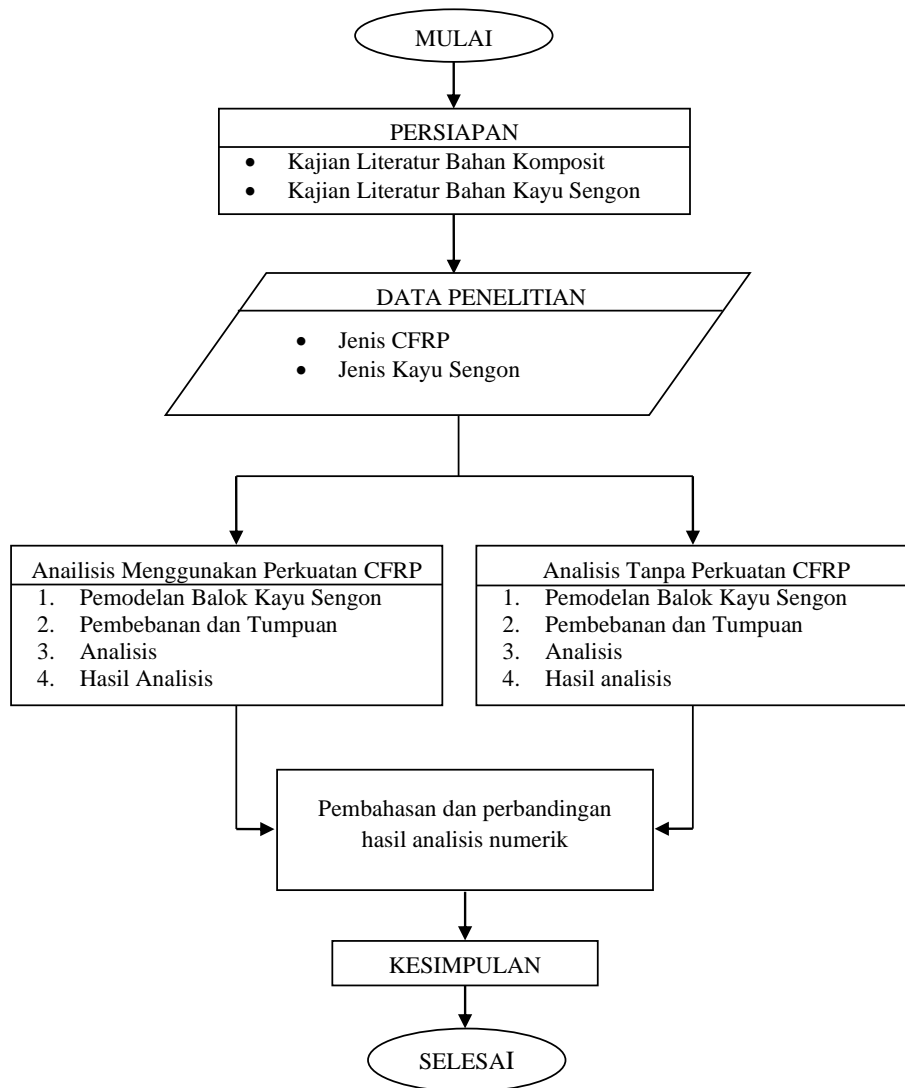 MULAI
PERSIAPAN
• Kajian Literatur Bahan Komposit
• Kajian Literatur Bahan Kayu Sengon
DATA PENELITIAN
• Jenis CFRP
• Jenis Kayu Sengon
Anailisis Menggunakan Perkuatan CFRP
1. Pemodelan Balok Kayu Sengon
2. Pembebanan dan Tumpuan
3. Analisis
4. Hasil Analisis
Analisis Tanpa Perkuatan CFRP
1. Pemodelan Balok Kayu Sengon
2. Pembebanan dan Tumpuan
3. Analisis
4. Hasil analisis
Pembahasan dan perbandingan
hasil analisis numerik
KESIMPULAN
SELESAI